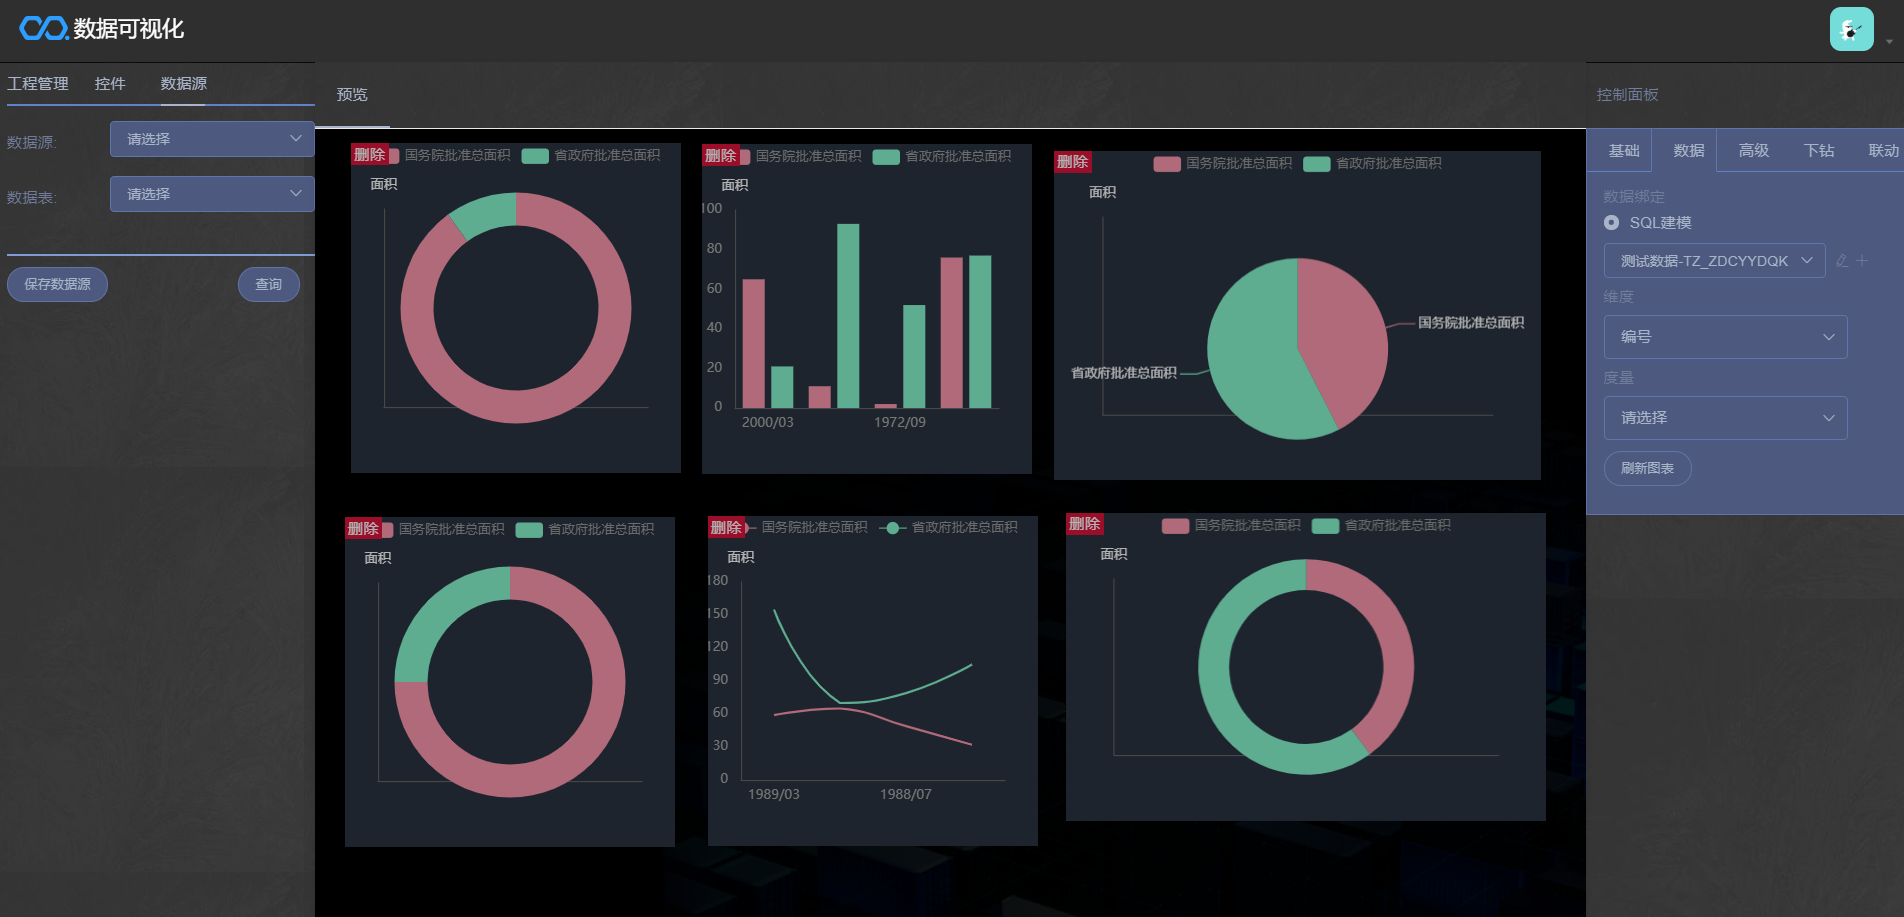 数据可视化
工程管理 控件 数据源
数据源: 请选择
数据表: 请选择
保存数据源 查询
预览
删除 国务院批准总面积 省政府批准总面积
面积
删除 国务院批准总面积 省政府批准总面积
面积
100
80
60
40
20
0
2000/03 1972/09
删除 国务院批准总面积 省政府批准总面积
面积
国务院批准总面积
省政府批准总面积
删除 国务院批准总面积 省政府批准总面积
面积
删除 国务院批准总面积 省政府批准总面积
面积
180
150
120
90
60
30
0
1989/03 1988/07
删除 国务院批准总面积 省政府批准总面积
面积
控制面板
基础 数据 高级 下钻 联动
数据绑定
SQL建模
测试数据-TZ_ZDCYYDQK
维度
编号
度量
请选择
刷新图表